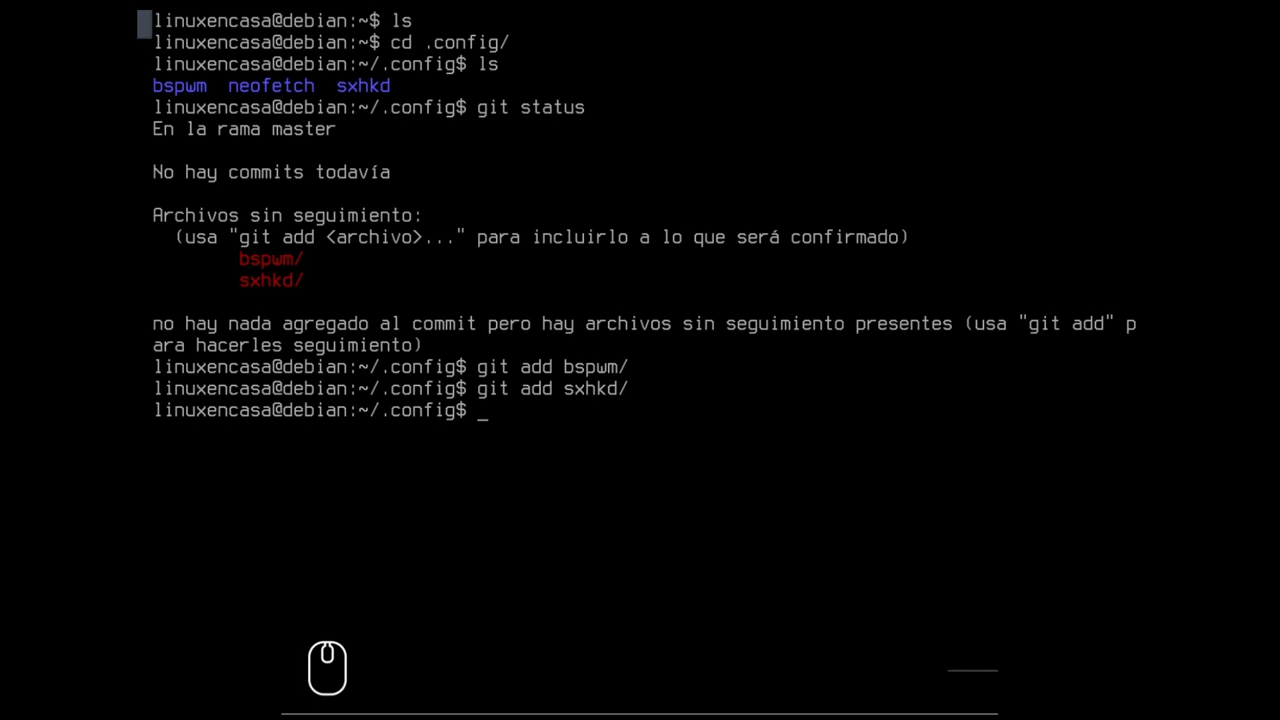 linuxencasa@debian:~$ ls
linuxencasa@debian:~$ cd .config/
linuxencasa@debian:~/.config$ ls
bspwm  neofetch  sxhkd
linuxencasa@debian:~/.config$ git status
En la rama master
No hay commits todavía
Archivos sin seguimiento:
  (usa "git add <archivo>..." para incluirlo a lo que será confirmado)
        bspwm/
        sxhkd/
no hay nada agregado al commit pero hay archivos sin seguimiento presentes (usa "git add" p
ara hacerles seguimiento)
linuxencasa@debian:~/.config$ git add bspwm/
linuxencasa@debian:~/.config$ git add sxhkd/
linuxencasa@debian:~/.config$ _